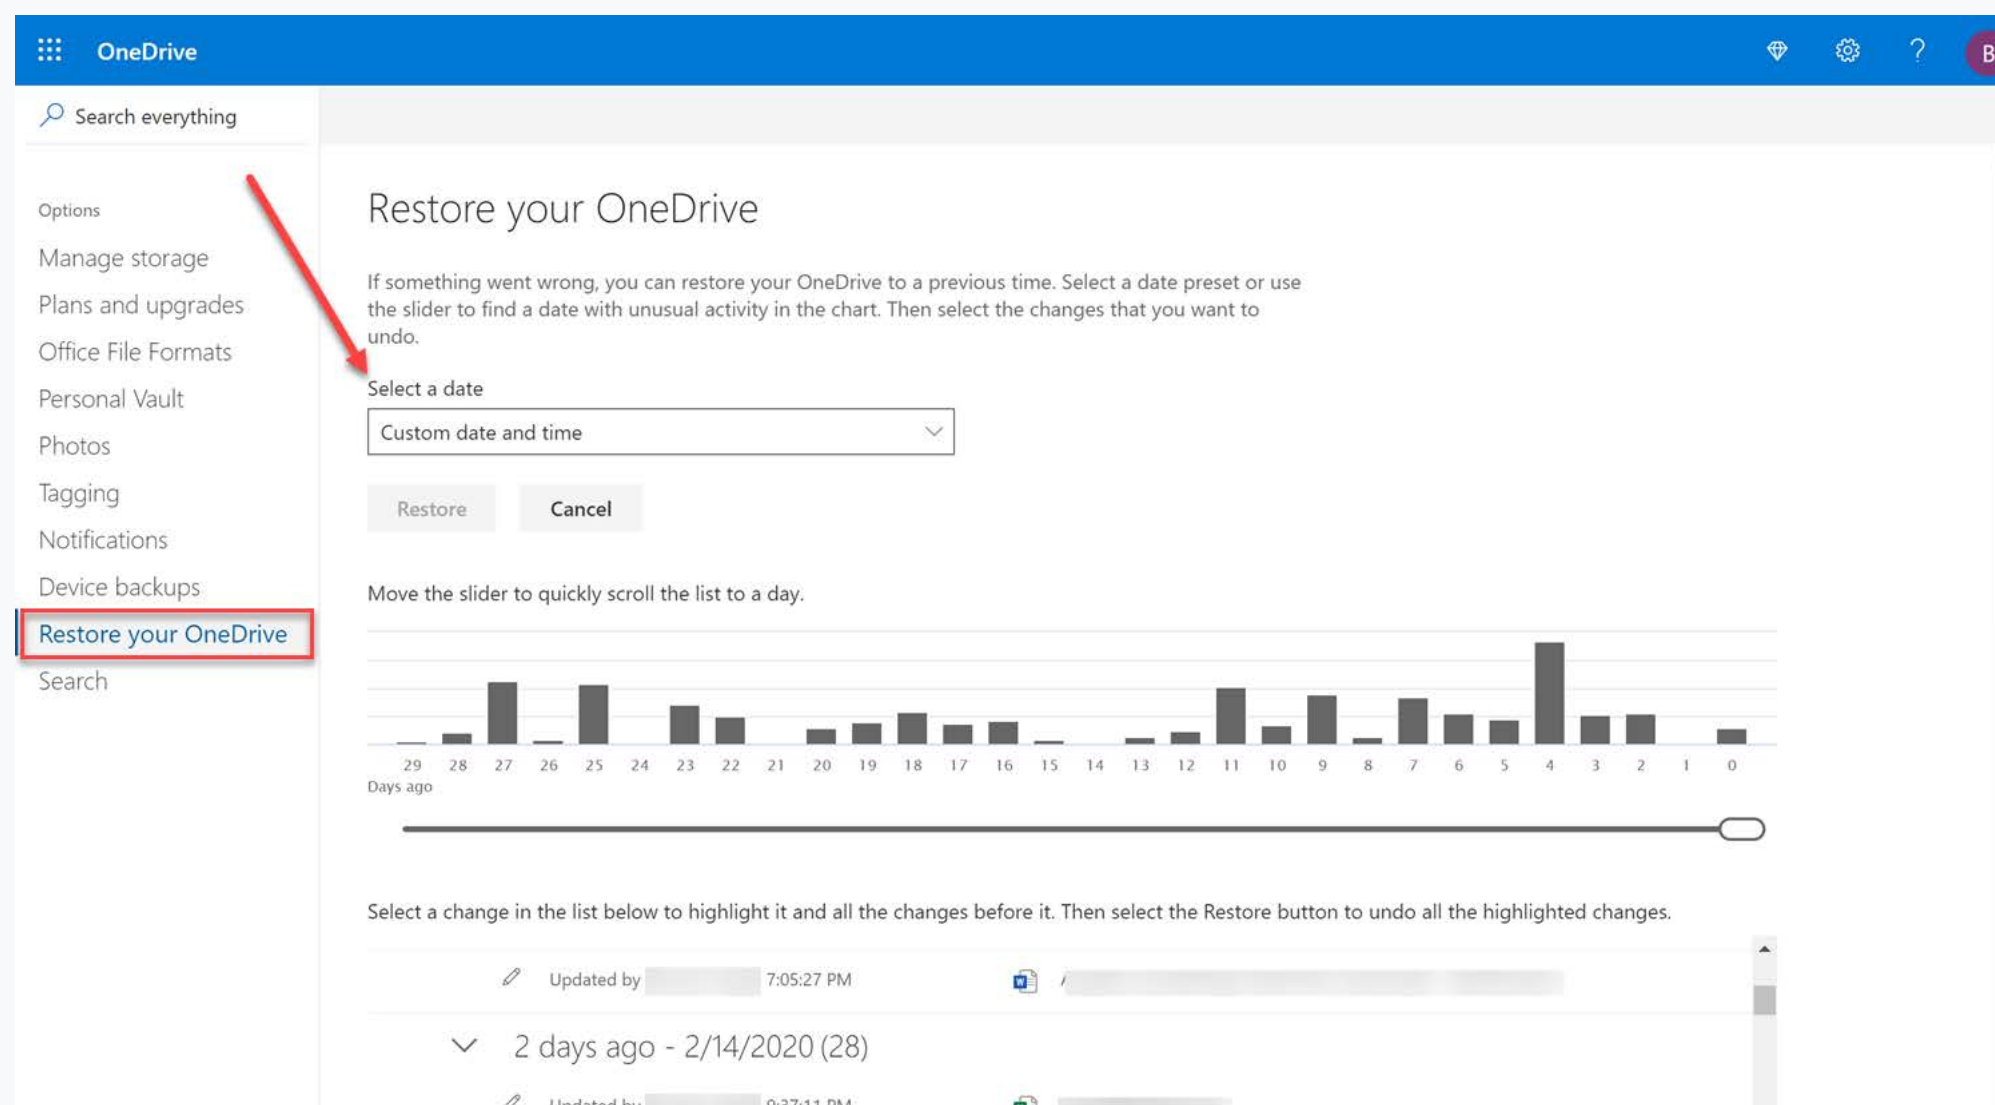 OneDrive
?
B
Search everything
Options
Manage storage
Plans and upgrades
Office File Formats
Personal Vault
Photos
Tagging
Notifications
Device backups
Restore your OneDrive
Search
Restore your OneDrive
If something went wrong, you can restore your OneDrive to a previous time. Select a date preset or use
the slider to find a date with unusual activity in the chart. Then select the changes that you want to
undo.
Select a date
Custom date and time
Restore Cancel
Move the slider to quickly scroll the list to a day.
29 28 27 26 25 24 23 22 21 20 19 18 17 16 15 14 13 12 11 10 9 8 7 6 5 4 3 2 1 0
Days ago
Select a change in the list below to highlight it and all the changes before it. Then select the Restore button to undo all the highlighted changes.
Updated by 7:05:27 PM
2 days ago - 2/14/2020 (28)
Updated by 9:37:11 PM